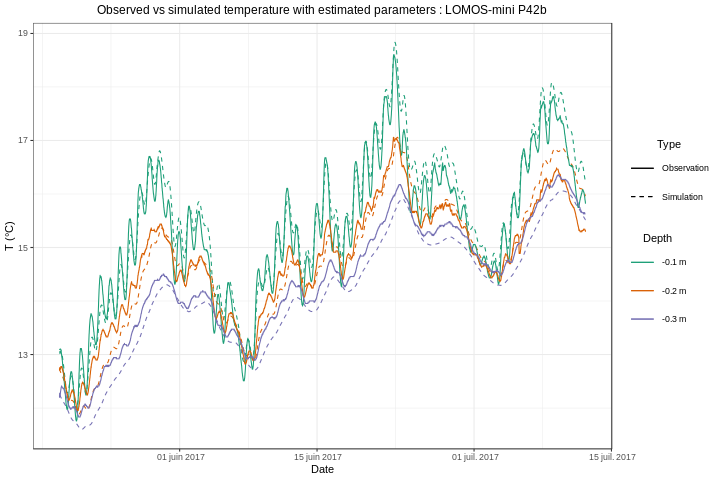 Observed vs simulated temperature with estimated parameters : LOMOS-mini P42b
19
17
15
13
T (°C)
01 juin 2017
15 juin 2017
01 juil. 2017
15 juil. 2017
Date
Type
Observation
Simulation
Depth
-0.1 m
-0.2 m
-0.3 m